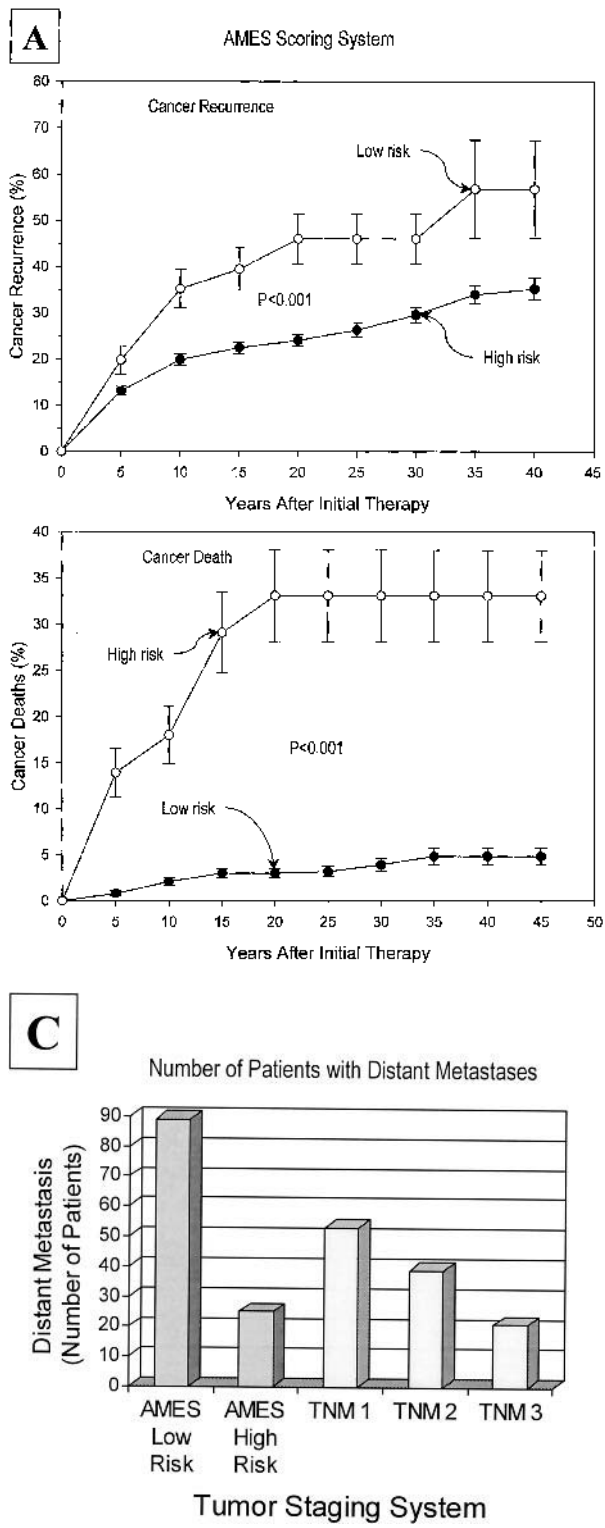 A
AMES Scoring System
Cancer Recurrence
Low risk
P<0.001
High risk
Cancer Recurrence (%)
80
70
60
50
40
30
20
10
0
0 5 10 15 20 25 30 35 40 45
Years After Initial Therapy
Cancer Death
High risk
P<0.001
Low risk
Cancer Deaths (%)
40
35
30
25
20
15
10
5
0
0 5 10 15 20 25 30 35 40 45 50
Years After Initial Therapy
C
Number of Patients with Distant Metastases
Distant Metastasis
(Number of Patients)
90
80
70
60
50
40
30
20
10
0
AMES Low Risk
AMES High Risk
TNM 1
TNM 2
TNM 3
Tumor Staging System